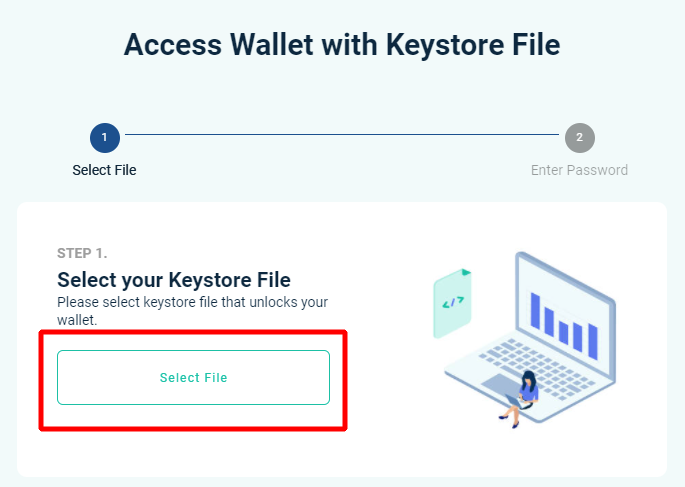 Access Wallet with Keystore File
1
2
Select File
Enter Password
STEP 1.
Select your Keystore File
Please select keystore file that unlocks your
wallet.
Select File
</>